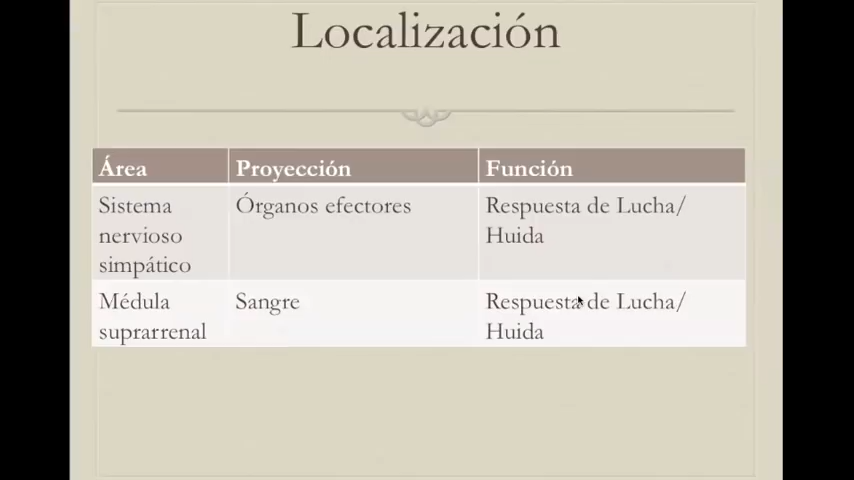 Localización
Área Proyección Función
Sistema nervioso simpático
Órganos efectores
Respuesta de Lucha/
Huida
Médula suprarrenal
Sangre
Respuesta de Lucha/
Huida